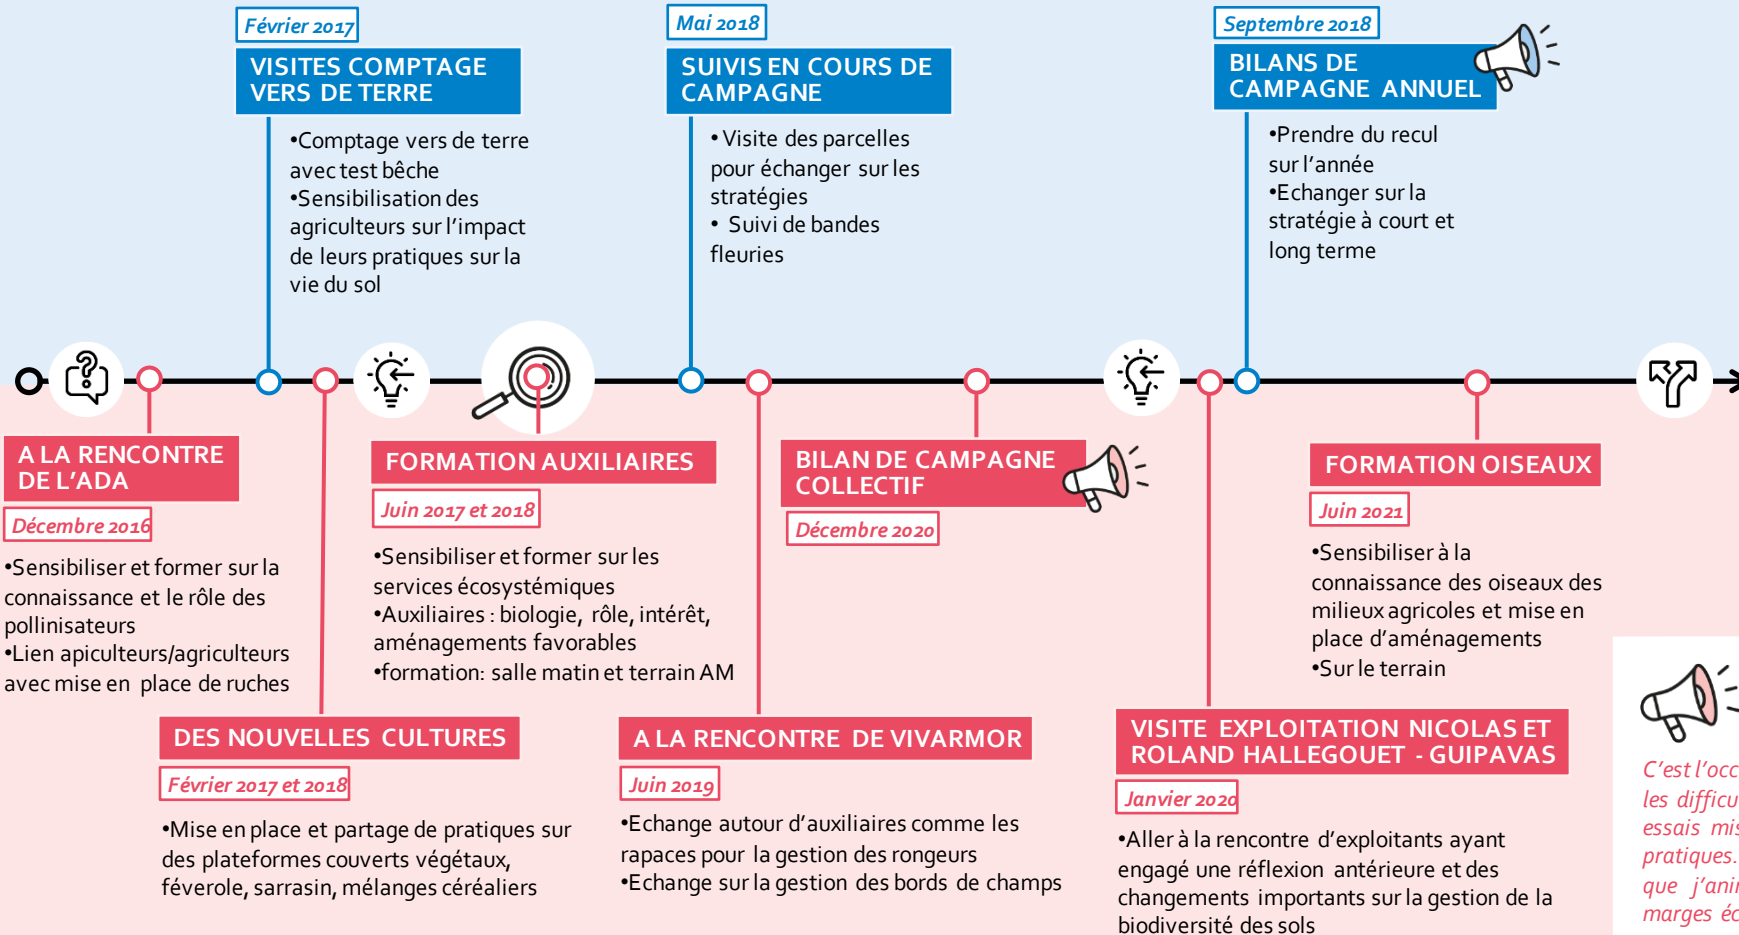 Février 2017
VISITES COMPTAGE
VERS DE TERRE
•Comptage vers de terre
avec test bêche
•Sensibilisation des
agriculteurs sur l'impact
de leurs pratiques sur la
vie du sol
Mai 2018
SUIVIS EN COURS DE
CAMPAGNE
• Visite des parcelles
pour échanger sur les
stratégies
• Suivi de bandes
fleuries
Septembre 2018
BILANS DE
CAMPAGNE ANNUEL
•Prendre du recul
sur l'année
•Echanger sur la
stratégie à court et
long terme
A LA RENCONTRE
DE L'ADA
Décembre 2016
•Sensibiliser et former sur la
connaissance et le rôle des
pollinisateurs
•Lien apiculteurs/agriculteurs
avec mise en place de ruches
DES NOUVELLES CULTURES
Février 2017 et 2018
•Mise en place et partage de pratiques sur
des plateformes couverts végétaux,
féverole, sarrasin, mélanges céréaliers
FORMATION AUXILIAIRES
Juin 2017 et 2018
•Sensibiliser et former sur les
services écosystémiques
•Auxiliaires : biologie, rôle, intérêt,
aménagements favorables
•formation: salle matin et terrain AM
A LA RENCONTRE DE VIVARMOR
Juin 2019
•Echange autour d'auxiliaires comme les
rapaces pour la gestion des rongeurs
•Echange sur la gestion des bords de champs
BILAN DE CAMPAGNE
COLLECTIF
Décembre 2020
VISITE EXPLOITATION NICOLAS ET
ROLAND HALLEGOUET - GUIPAVAS
Janvier 2020
•Aller à la rencontre d'exploitants ayant
engagé une réflexion antérieure et des
changements importants sur la gestion de la
biodiversité des sols
FORMATION OISEAUX
Juin 2021
•Sensibiliser à la
connaissance des oiseaux des
milieux agricoles et mise en
place d'aménagements
•Sur le terrain
C'est l'occ
les difficu
essais mis
pratiques.
que j'anin
marges éc